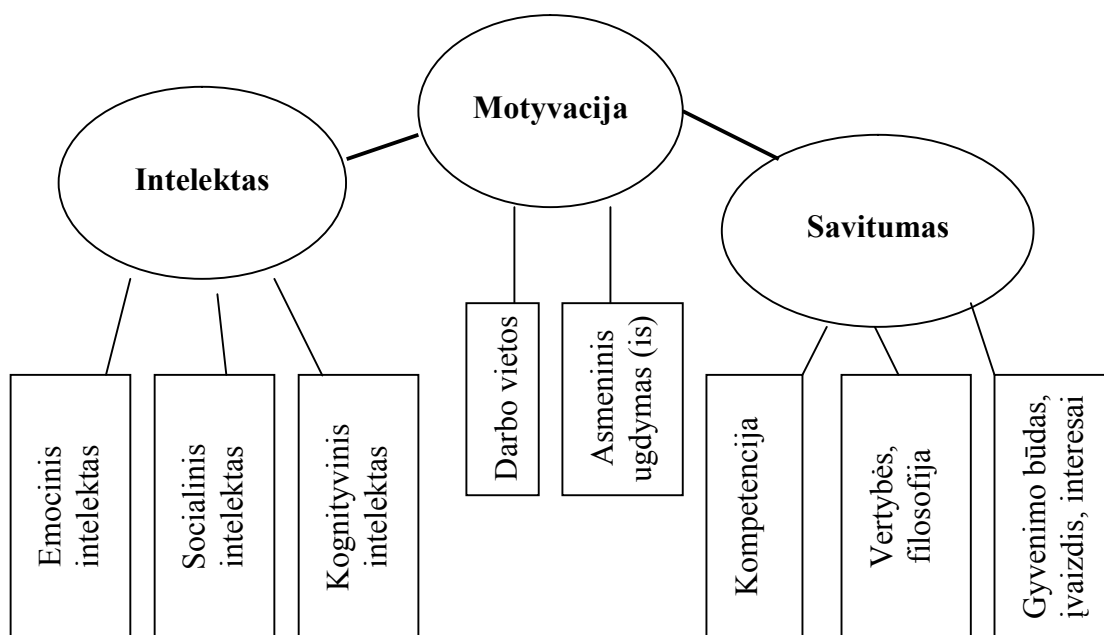 Motyvacija
Intelektas
Savitumas
Darbo vietos
Asmeninis
ugdymas (is)
Emocinis
intelektas
Socialinis
intelektas
Kognityvinis
intelektas
Kompetencija
Vertybės,
filosofija
Gyvenimo būdas,
įvaizdis, interesai